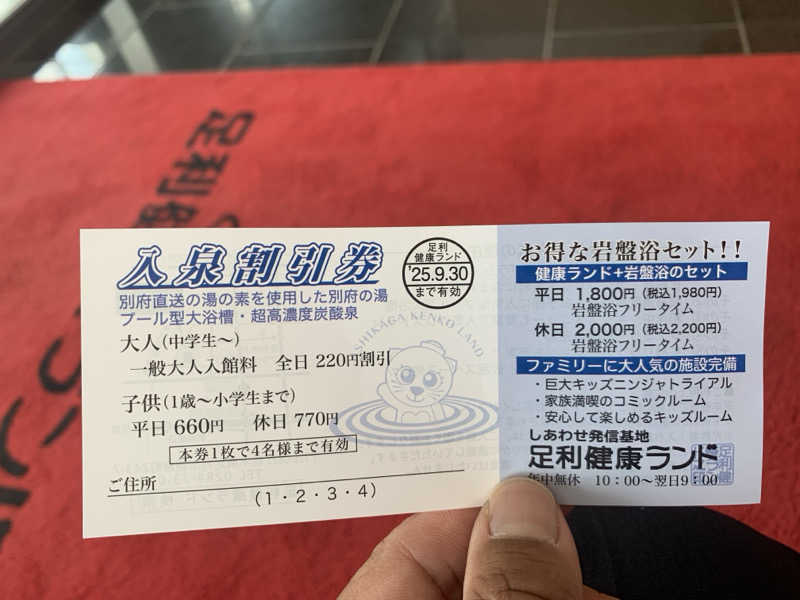 足利
入泉割引券
足利
健康ランド
'25.9.30
まで有効
別府直送の湯の素を使用した別府の湯
プール型大浴槽・超高濃度炭酸泉
大人(中学生～)
一般大人入館料 全日 220円割引
子供(1歳～小学生まで)
平日 660円 休日 770円
本券1枚で4名様まで有効
ご住所
(1・2・3・4)
ASHIKAGA KENKO LAND
お得な岩盤浴セット!!
健康ランド+岩盤浴のセット
平日 1,800円(税込1,980円)
岩盤浴フリータイム
休日 2,000円(税込2,200円)
岩盤浴フリータイム
ファミリーに大人気の施設完備
・巨大キッズニンジャトライアル
・家族満喫のコミックルーム
・安心して楽しめるキッズルーム
しあわせ発信基地
足利健康ランド
年中無休 10:00～翌日9:00